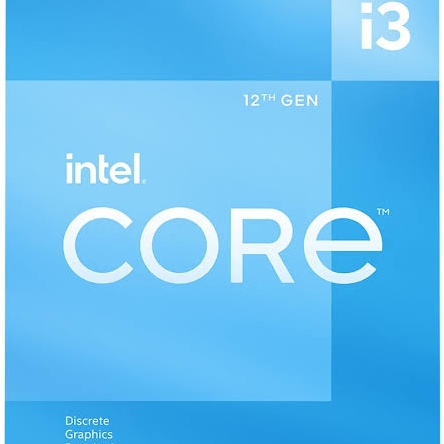 i3
12TH GEN
intel.
CORe™
Discrete
Graphics